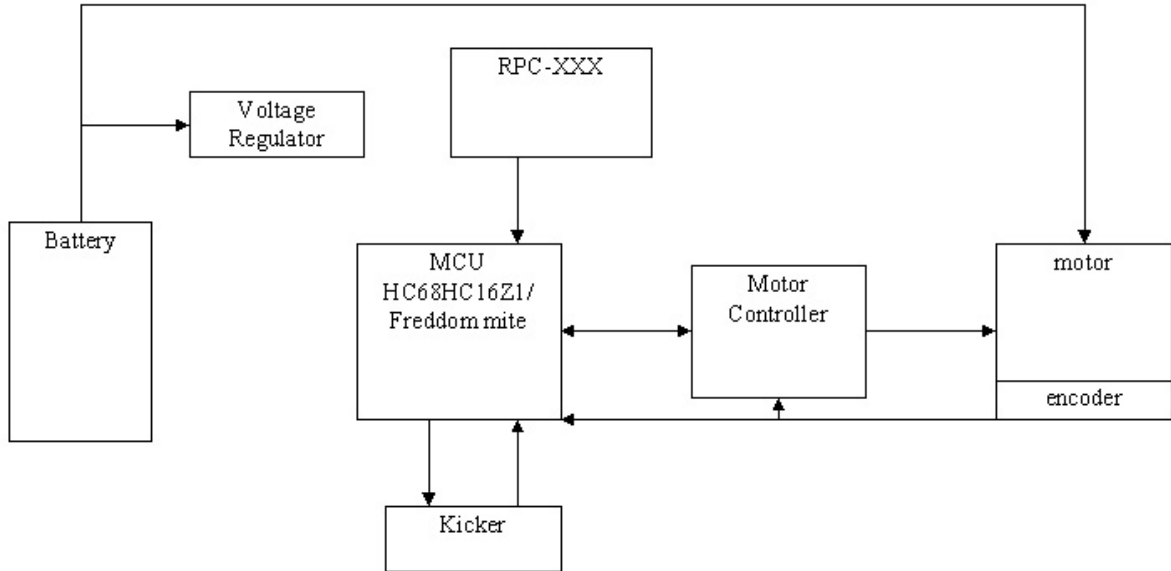 RPC-XXX
Voltage
Regulator
Battery
MCU
HC68HC16Z1/
Freddom mite
Motor
Controller
motor
encoder
Kicker